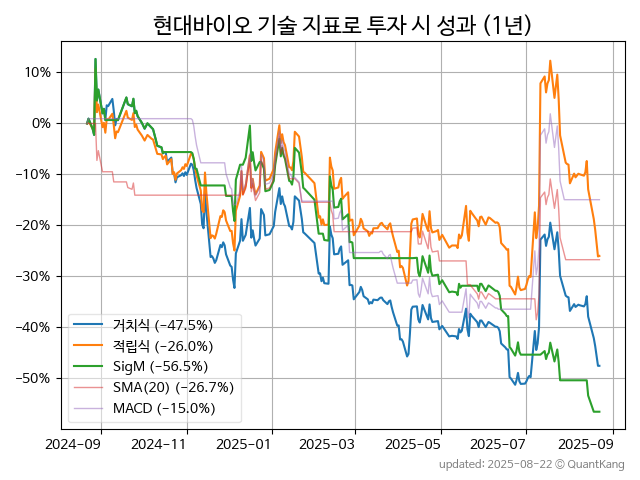 현대바이오 기술 지표로 투자 시 성과 (1년)
10%
0%
−10%
−20%
−30%
−40%
−50%
거치식 (−47.5%)
적립식 (−26.0%)
SigM (−56.5%)
SMA(20) (−26.7%)
MACD (−15.0%)
2024-09 2024-11 2025-01 2025-03 2025-05 2025-07 2025-09
updated: 2025-08-22 © QuantKang